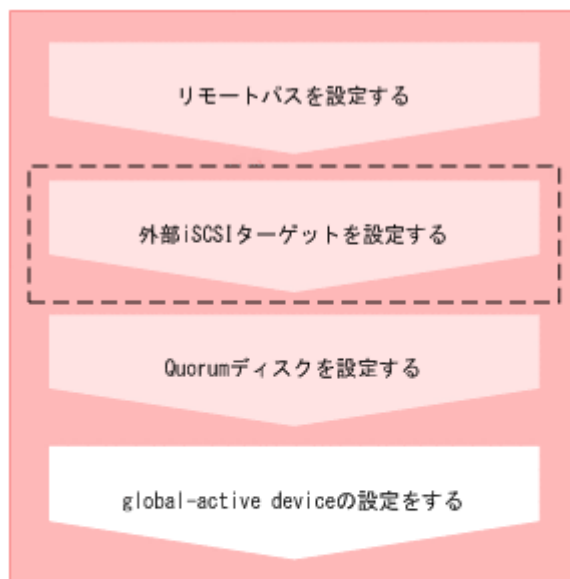 リモートパスを設定する
外部iSCSIターゲットを設定する
Quorumディスクを設定する
global-active deviceの設定をする